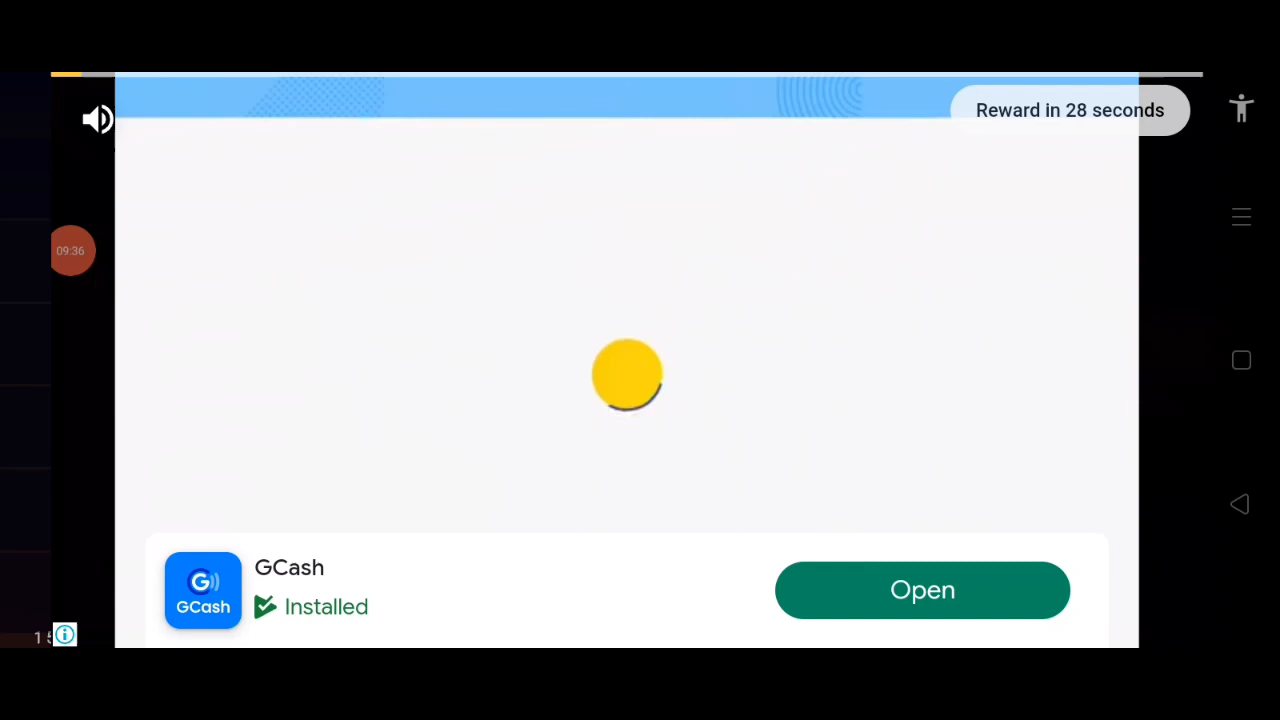 Reward in 28 seconds
09:36
GCash
G
GCash
Installed
Open